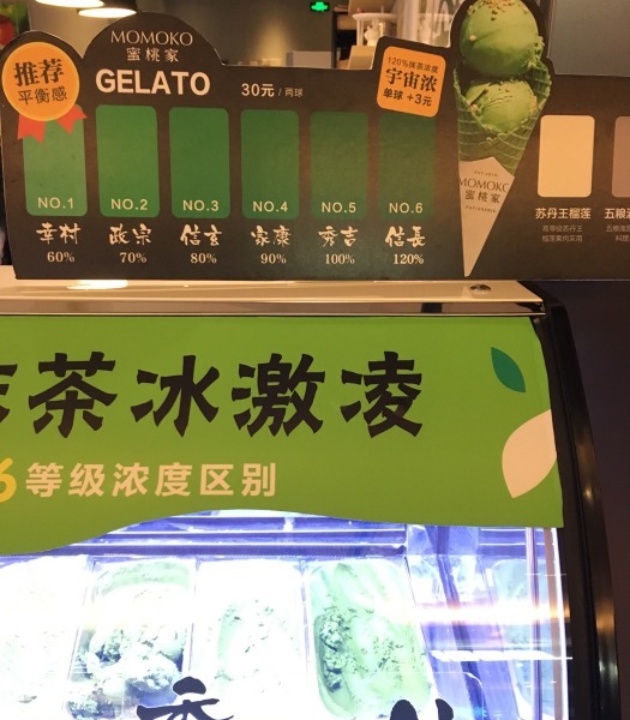 MOMOKO
蜜桃家
GELATO 30元/两球
推荐
平衡感
120%抹茶浓度
宇宙浓
单球 +3元
NO.1 NO.2 NO.3 NO.4 NO.5 NO.6
幸村 政宗 信玄 家康 秀吉 信長
60% 70% 80% 90% 100% 120%
MOMOKO
蜜桃家
苏丹王榴莲
五粮
茶冰激凌
6等级浓度区别
秀